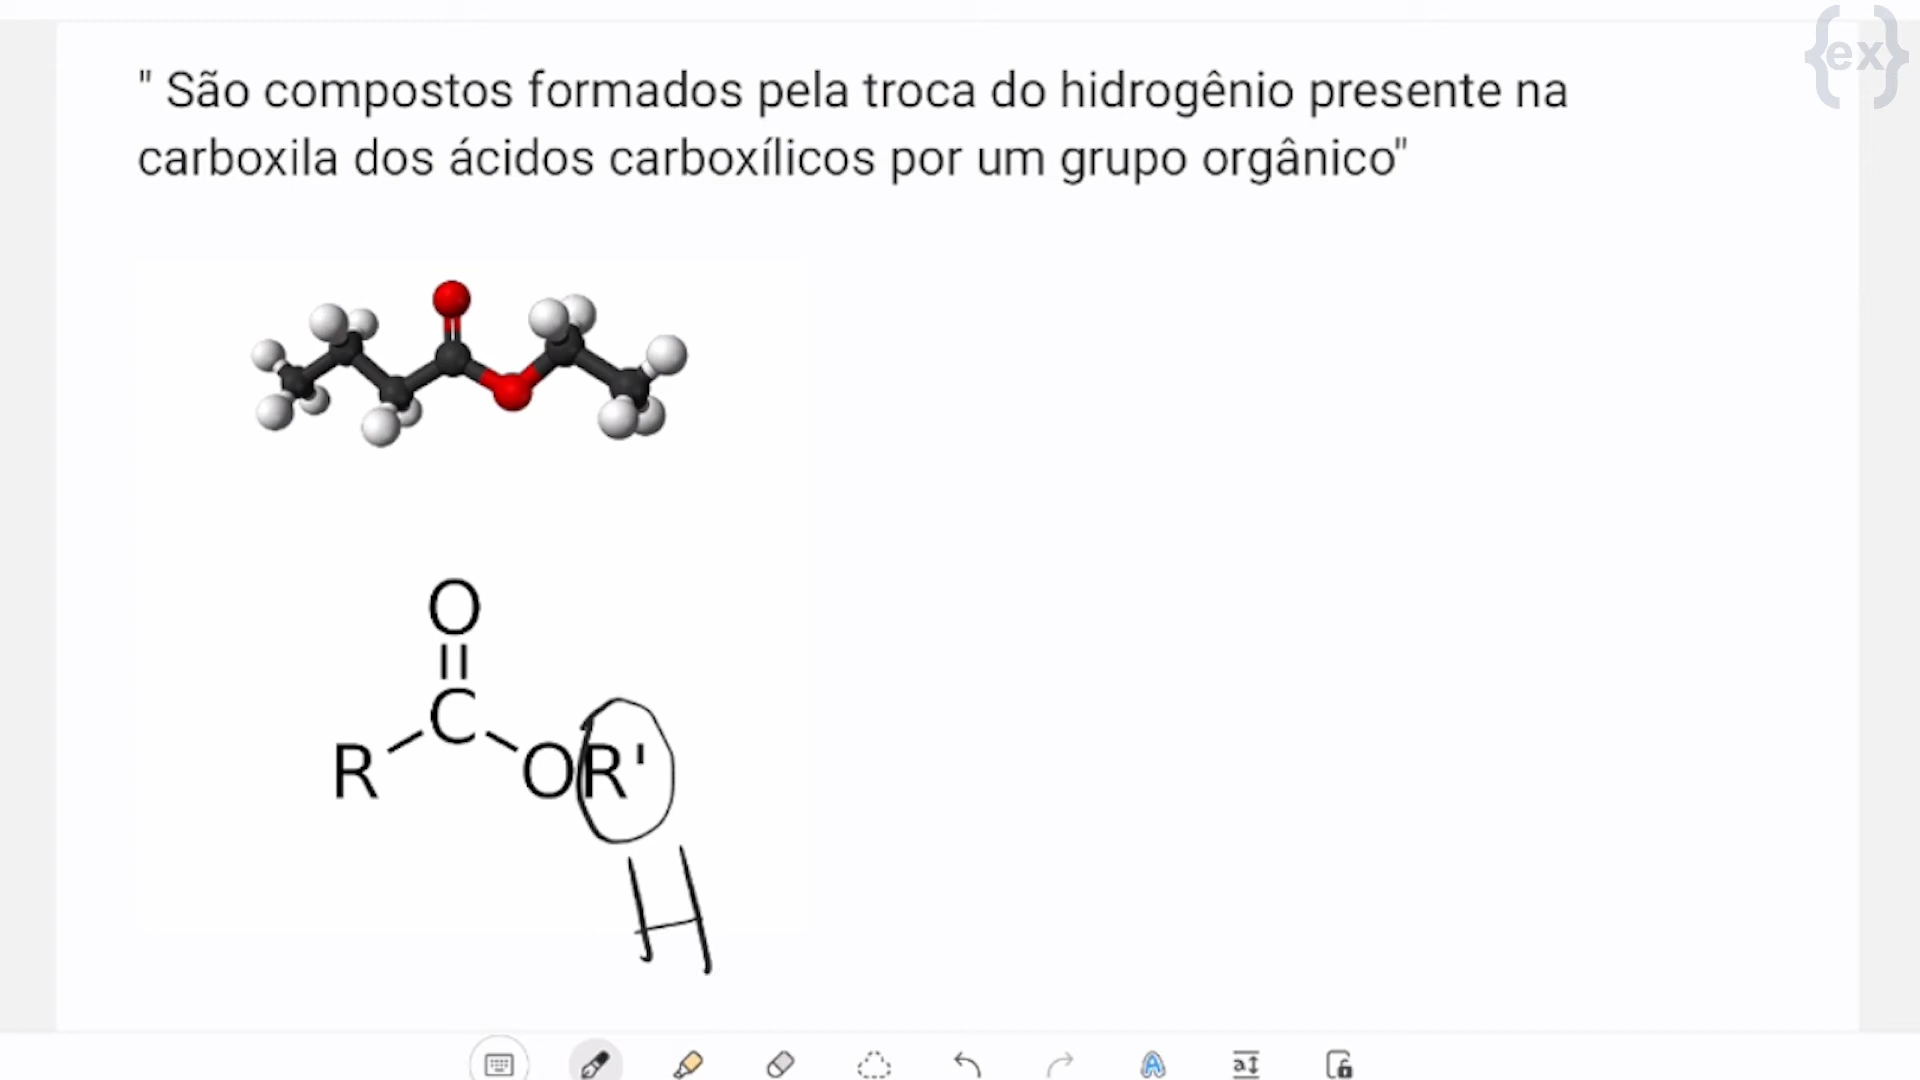 {ex}
" São compostos formados pela troca do hidrogênio presente na
carboxila dos ácidos carboxílicos por um grupo orgânico"
O
C
R
OR'
H
A
a